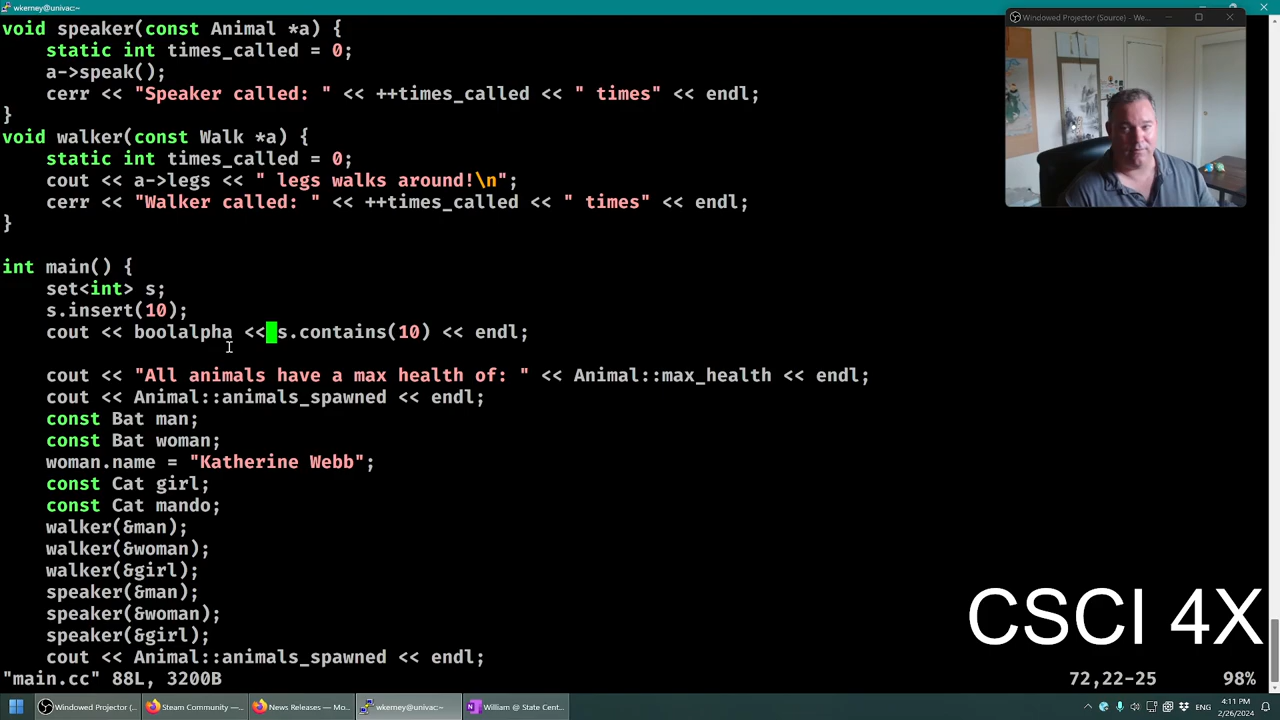 wkerney@univac:~
Windowed Projector (Source) - We...
void speaker(const Animal *a) {
static int times_called = 0;
a->speak();
cerr << "Speaker called: " << ++times_called << " times" << endl;
}
void walker(const Walk *a) {
static int times_called = 0;
cout << a->legs << " legs walks around!\n";
cerr << "Walker called: " << ++times_called << " times" << endl;
}
int main() {
set<int> s;
s.insert(10);
cout << boolalpha << s.contains(10) << endl;
cout << "All animals have a max health of: " << Animal::max_health << endl;
cout << Animal::animals_spawned << endl;
const Bat man;
const Bat woman;
woman.name = "Katherine Webb";
const Cat girl;
const Cat mando;
walker(&man);
walker(&woman);
walker(&girl);
speaker(&man);
speaker(&woman);
speaker(&girl);
cout << Animal::animals_spawned << endl;
"main.cc" 88L, 3200B 72,22-25 98%
CSCI 4X
Windowed Projector (... Steam Community —... News Releases — Mo... wkerney@univac:~ William @ State Cent...
4:11 PM
2/26/2024